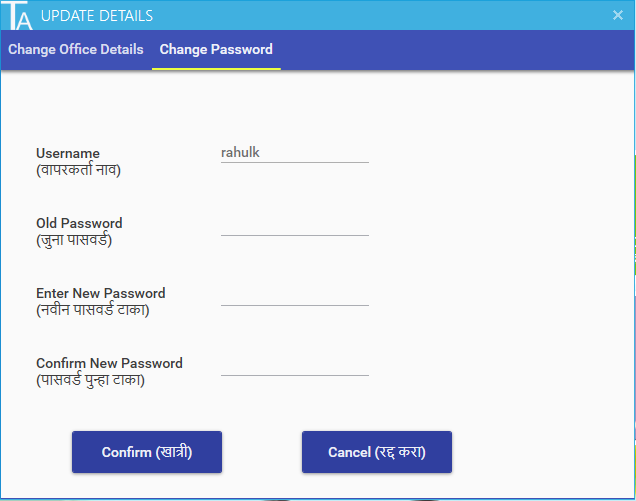 TA UPDATE DETAILS
Change Office Details Change Password
Username rahulk
(वापरकर्ता नाव)
Old Password
(जुना पासवर्ड)
Enter New Password
(नवीन पासवर्ड टाका)
Confirm New Password
(पासवर्ड पुन्हा टाका)
Confirm (खात्री) Cancel (रद्द करा)